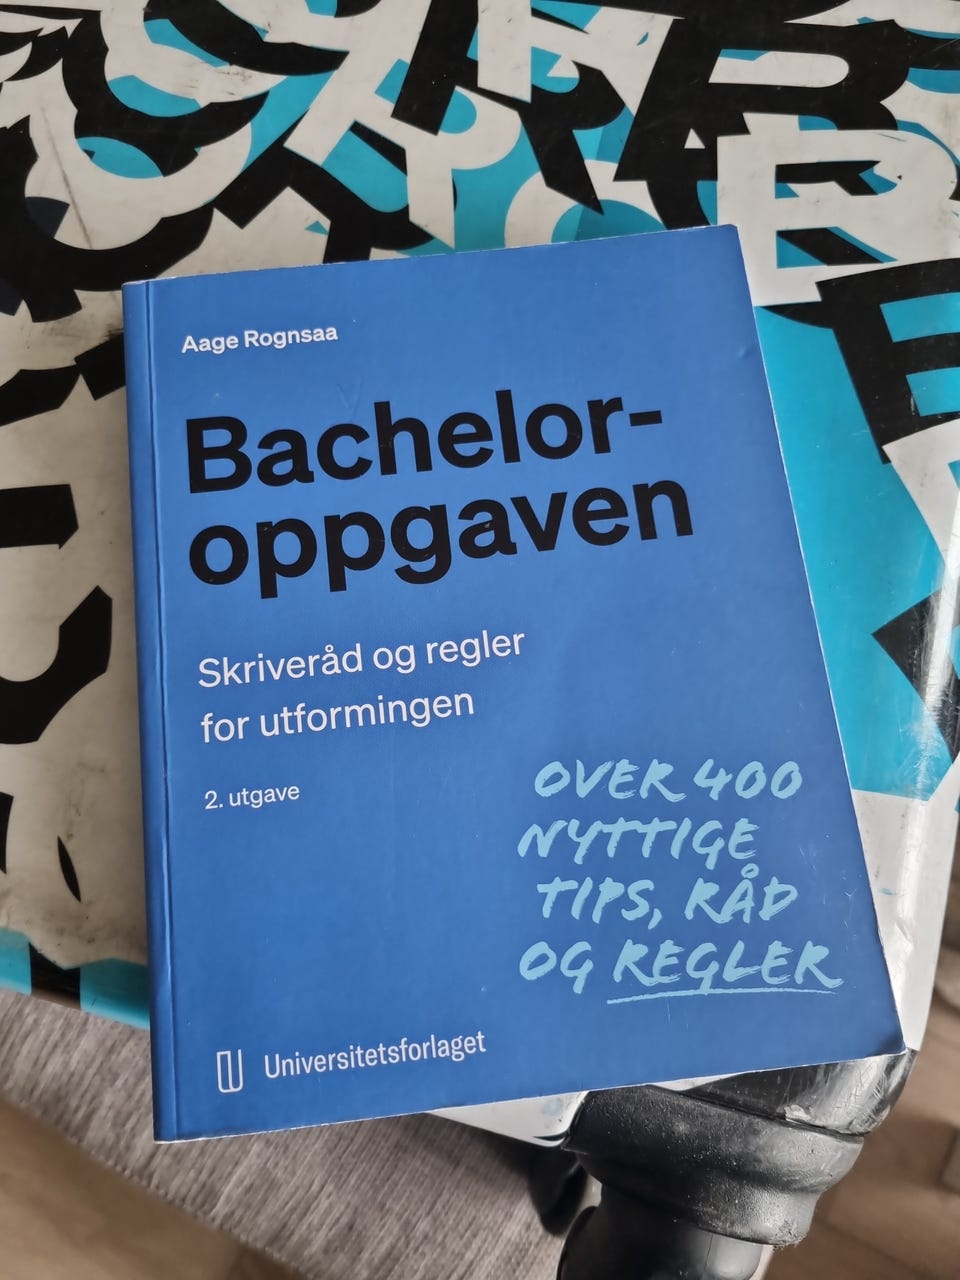 Aage Rognsaa
Bachelor-
oppgaven
Skriveråd og regler
for utformingen
2. utgave
OVER 400
NYTTIGE
TIPS, RÅD
OG REGLER
Universitetsforlaget